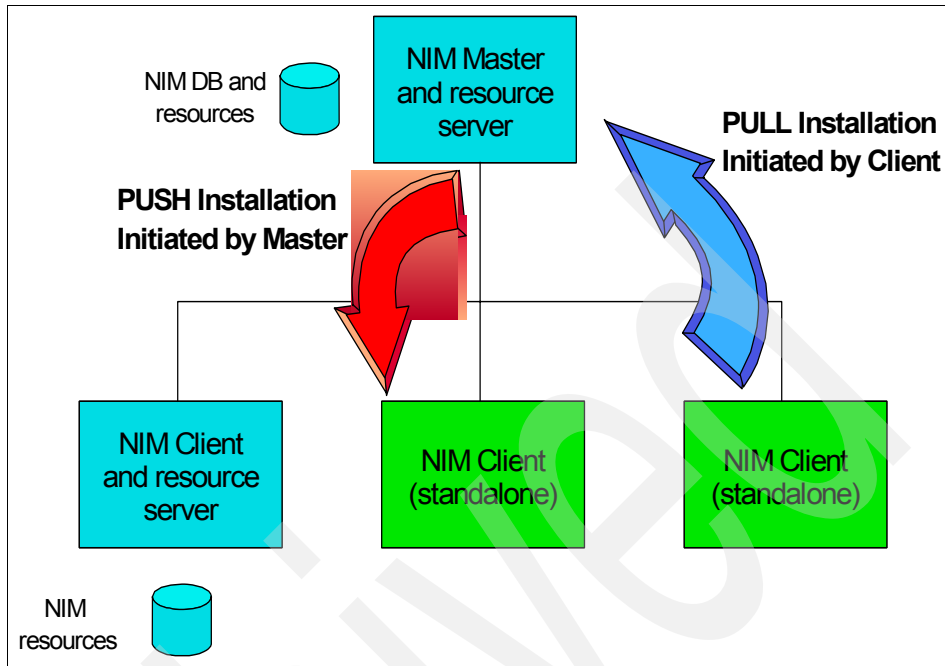 NIM Master
and resource
server
NIM DB and
resources
PULL Installation
Initiated by Client
PUSH Installation
Initiated by Master
NIM Client
and resource
server
NIM Client
(standalone)
NIM Client
(standalone)
NIM
resources